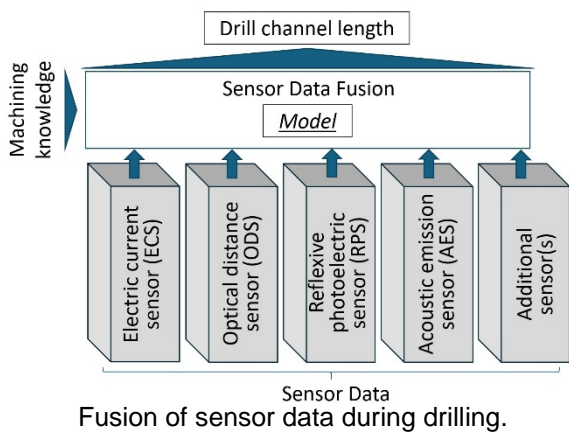 Drill channel length
Machining
knowledge
Sensor Data Fusion
Model
Electric current
sensor (ECS)
Optical distance
sensor (ODS)
Reflexive
photoelectric
sensor (RPS)
Acoustic emission
sensor (AES)
Additional
sensor(s)
Sensor Data
Fusion of sensor data during drilling.